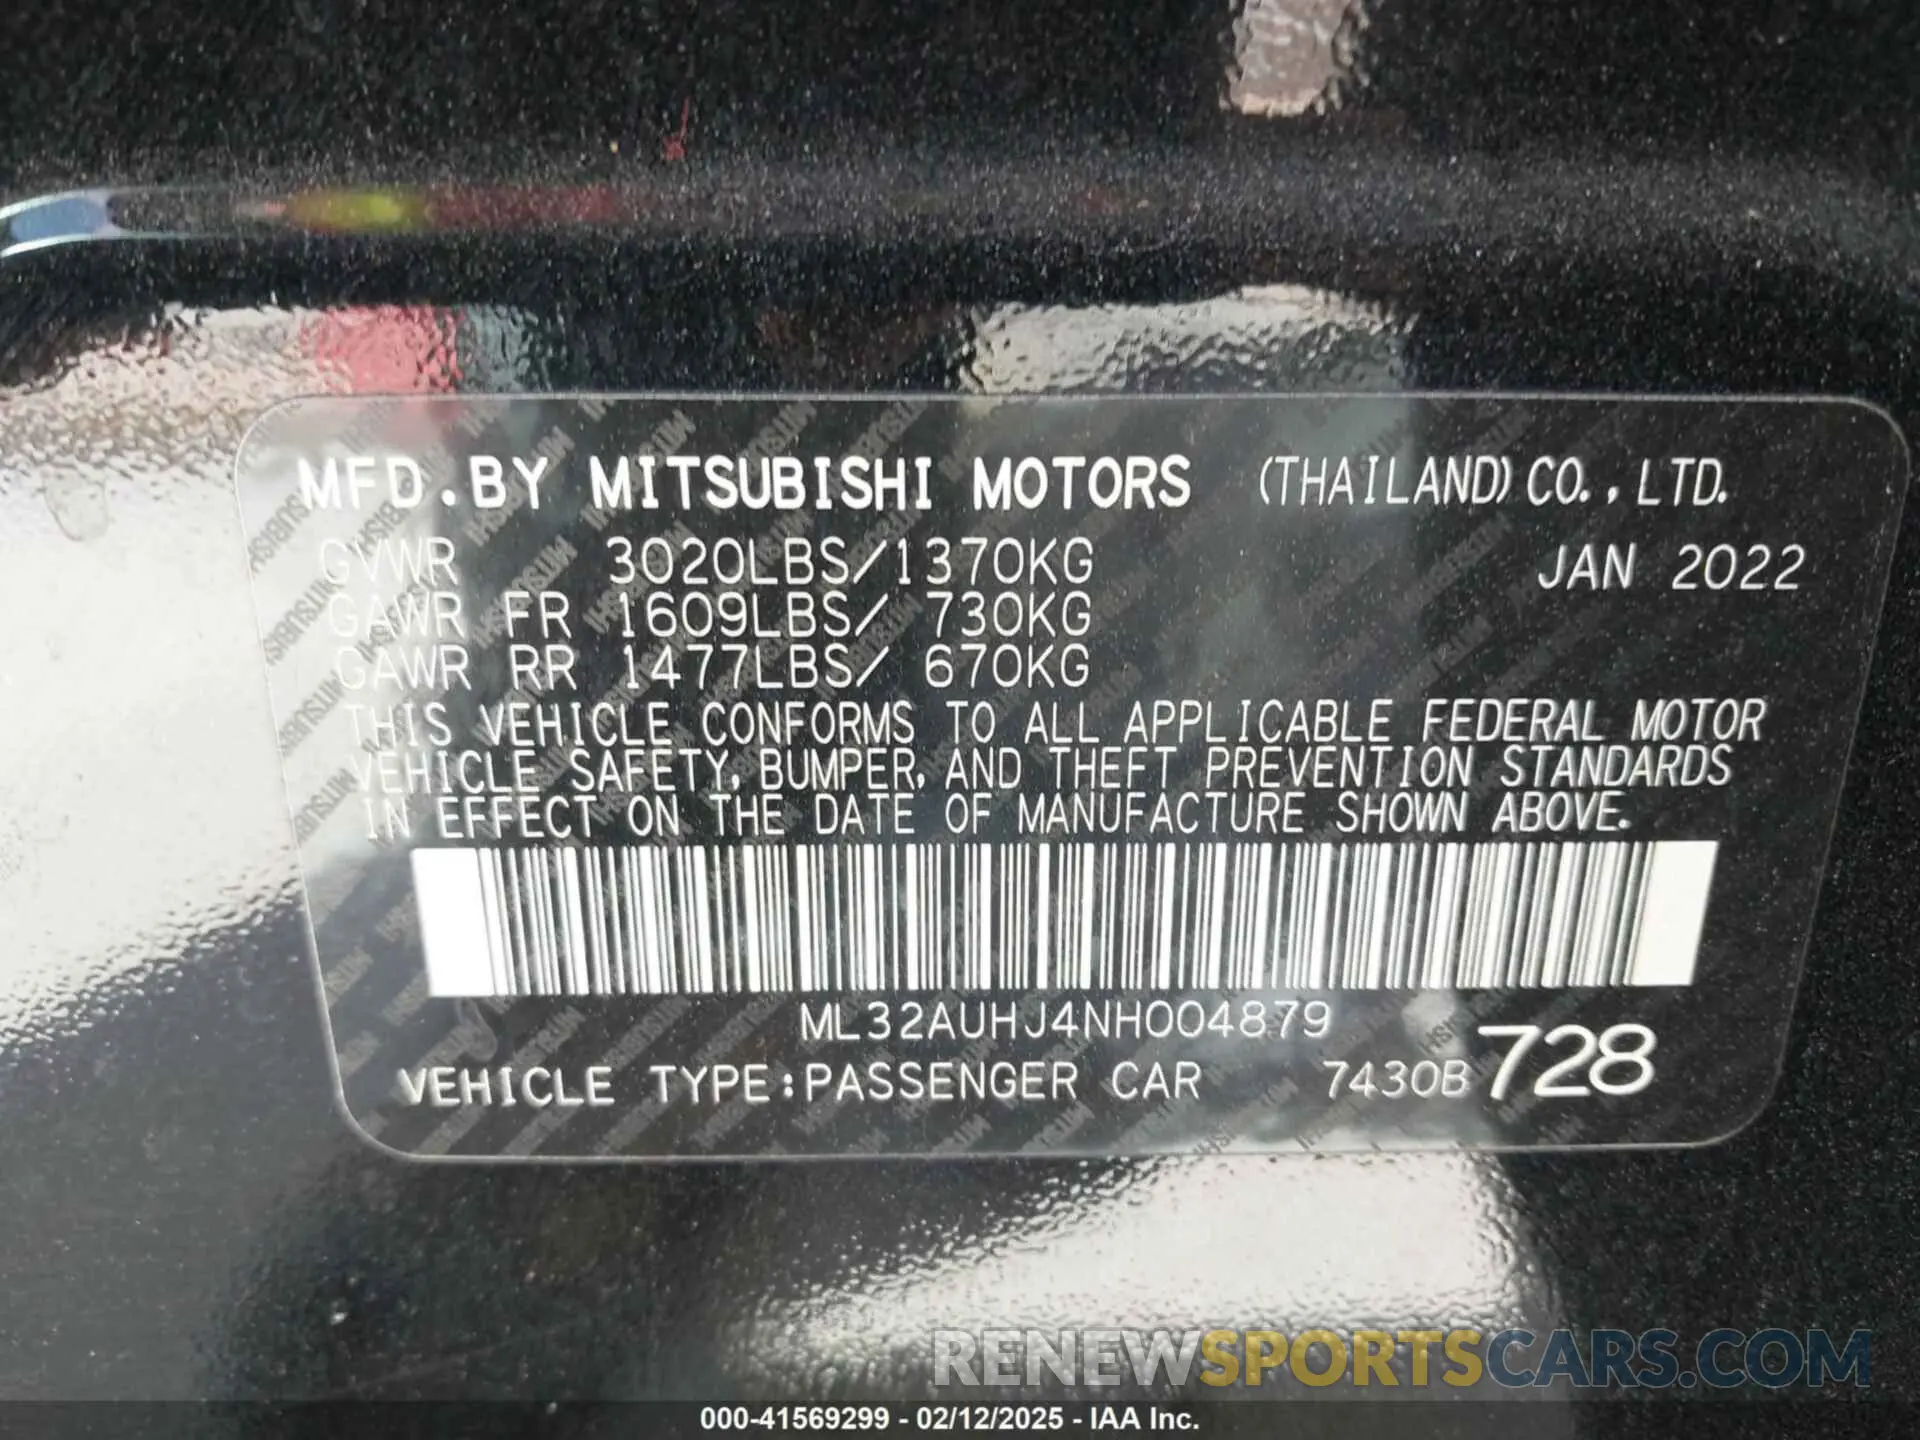 MFD.BY MITSUBISHI MOTORS (THAILAND) CO., LTD.
GVWR 3020LBS/1370KG JAN 2022
GAWR FR 1609LBS/ 730KG
GAWR RR 1477LBS/ 670KG
THIS VEHICLE CONFORMS TO ALL APPLICABLE FEDERAL MOTOR
VEHICLE SAFETY, BUMPER, AND THEFT PREVENTION STANDARDS
IN EFFECT ON THE DATE OF MANUFACTURE SHOWN ABOVE.
ML32AUHJ4NH004879
VEHICLE TYPE:PASSENGER CAR 7430B 728
RENEWSPORTSCARS.COM
000-41569299 - 02/12/2025 - IAA Inc.